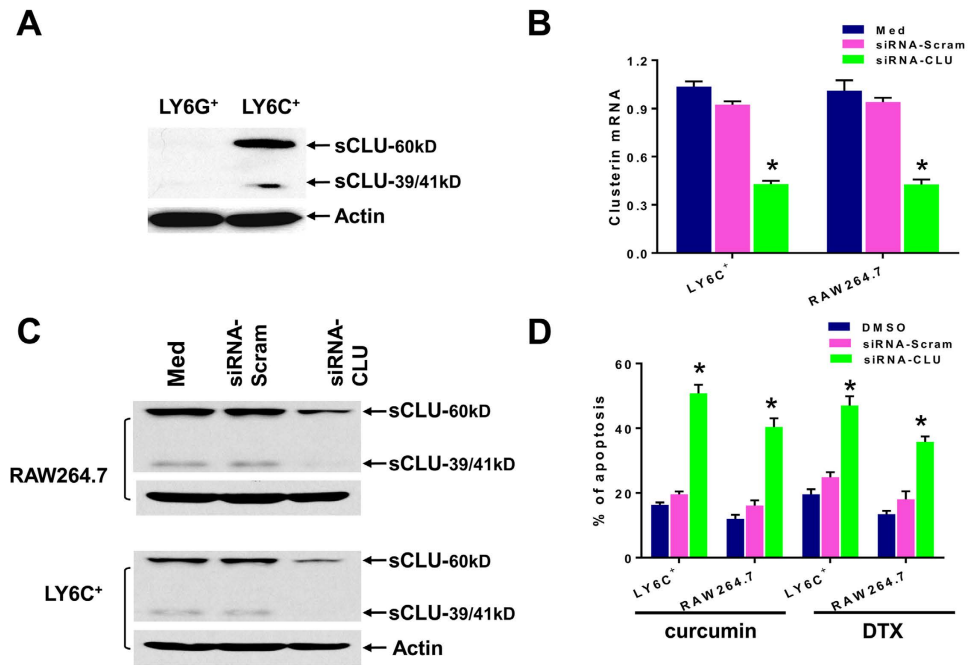 A
LY6G⁺ LY6C⁺
sCLU-60kD
sCLU-39/41kD
Actin
B
Med
siRNA-Scram
siRNA-CLU
Clusterin mRNA
1.2
0.9
0.6
0.3
0.0
*
*
LY6C⁺
RAW264.7
C
Med
siRNA-
Scram
siRNA-
CLU
RAW264.7
sCLU-60kD
sCLU-39/41kD
LY6C⁺
sCLU-60kD
sCLU-39/41kD
Actin
D
DMSO
siRNA-Scram
siRNA-CLU
% of apoptosis
60
40
20
0
*
*
*
*
LY6C⁺
RAW264.7
LY6C⁺
RAW264.7
curcumin
DTX